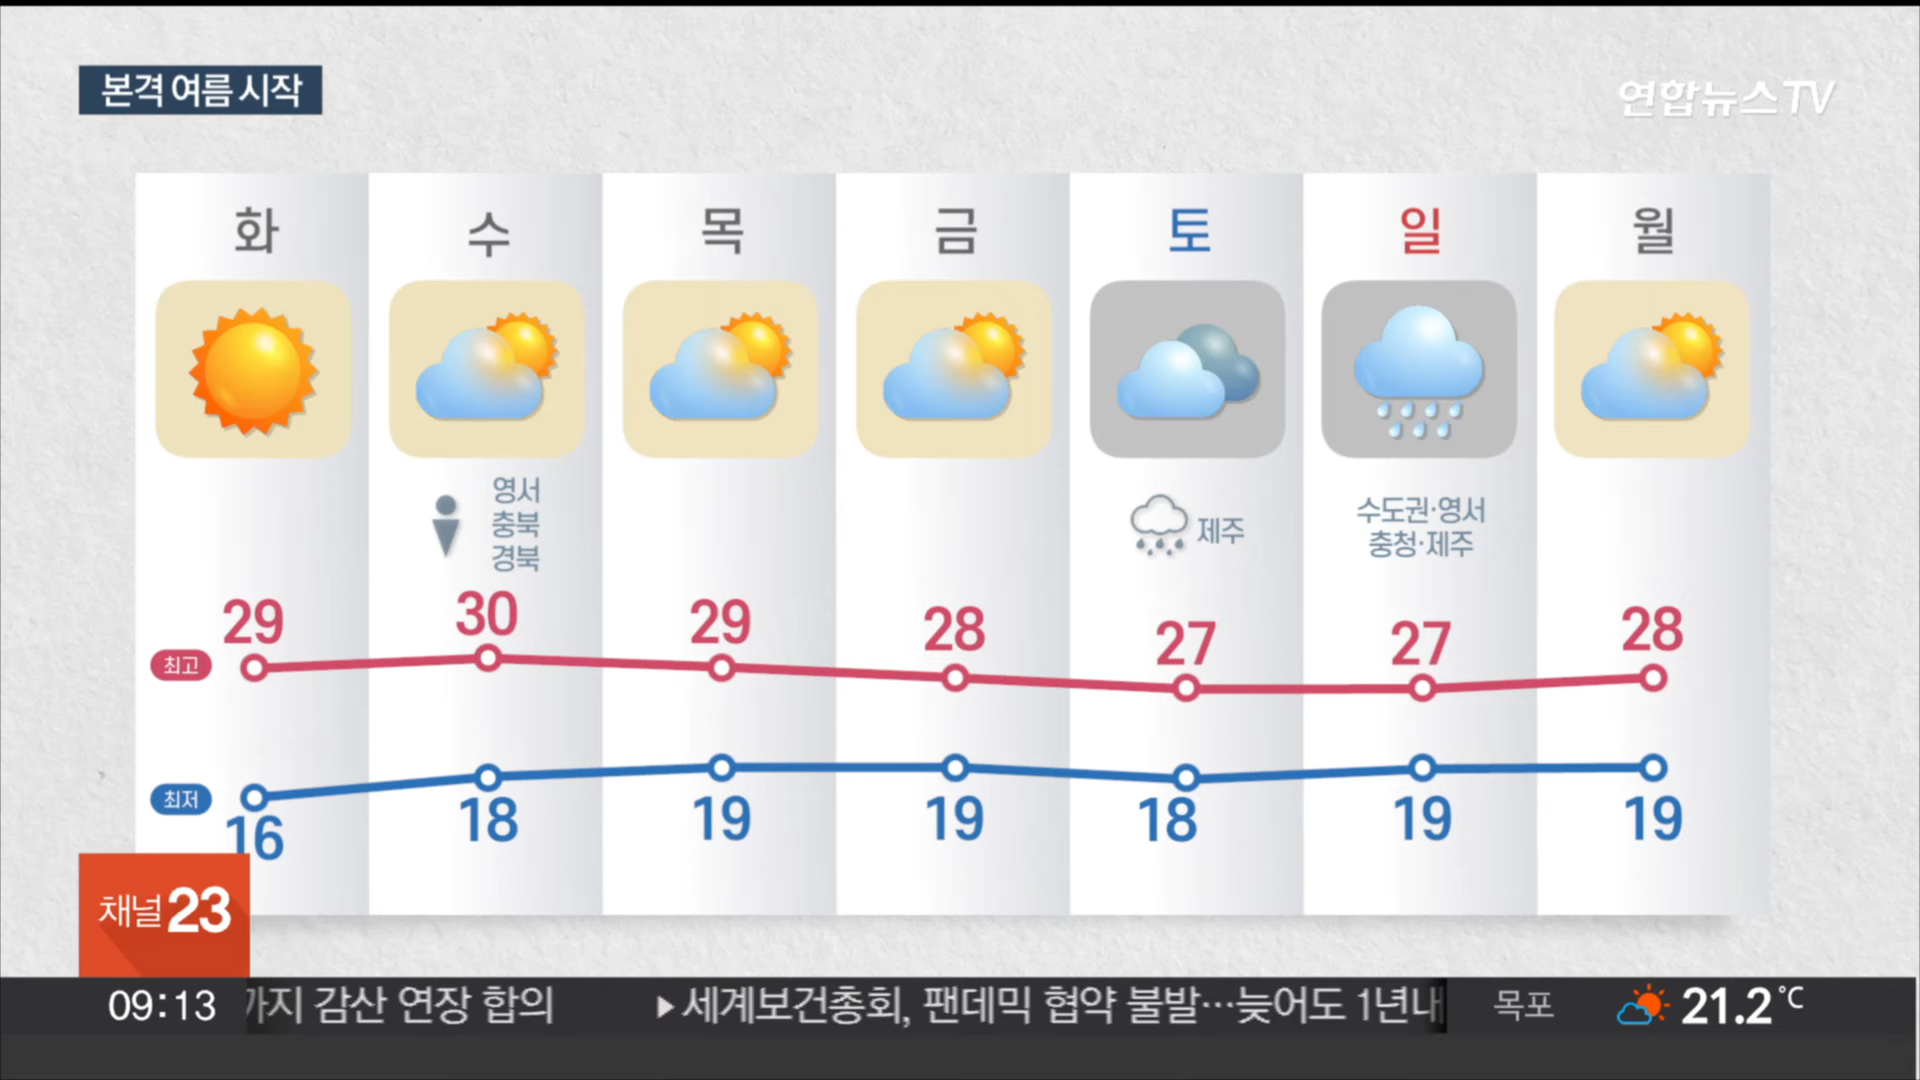 본격 여름 시작
연합뉴스TV
화 수 목 금 토 일 월
영서
충북
경북
제주
수도권·영서
충청·제주
최고 29 30 29 28 27 27 28
최저 16 18 19 19 18 19 19
채널 23
09:13 까지 감산 연장 합의 ▶세계보건총회, 팬데믹 협약 불발…늦어도 1년내 목포 21.2℃